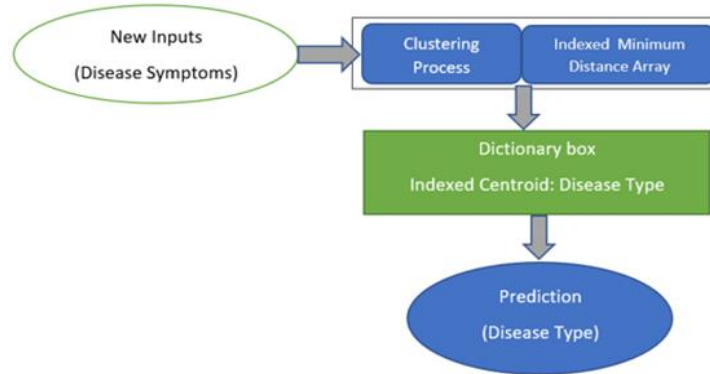 New Inputs
(Disease Symptoms)
Clustering
Process
Indexed Minimum
Distance Array
Dictionary box
Indexed Centroid: Disease Type
Prediction
(Disease Type)